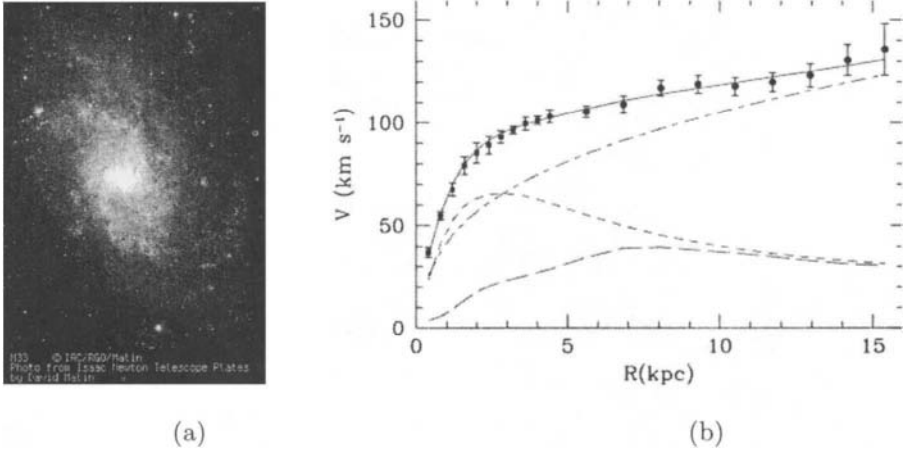 M33 © IAC/RGO/Malin
Photo from Isaac Newton Telescope Plates
by David Malin
(a)
150
100
50
0
V (km s⁻¹)
0 5 10 15
R(kpc)
(b)